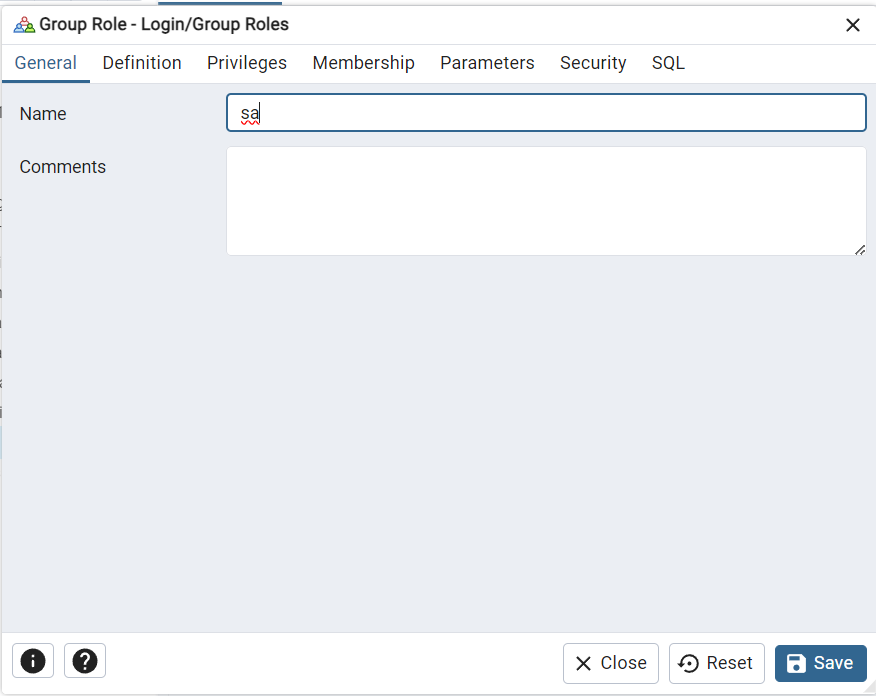 Group Role - Login/Group Roles
General Definition Privileges Membership Parameters Security SQL
Name
sa
Comments
Close Reset Save